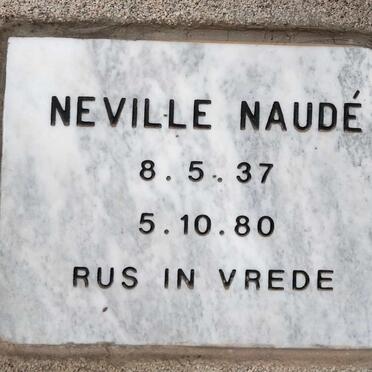 NEVILLE NAUDÉ
8.5.37
5.10.80
RUS IN VREDE